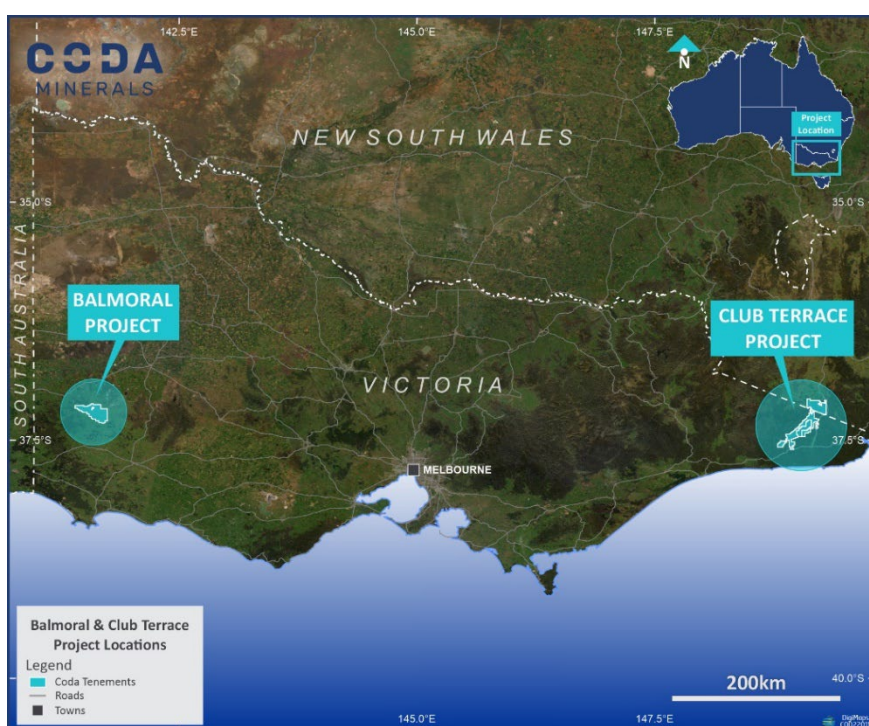 142.5°E
145.0°E
147.5°E
CODA
MINERALS
N
Project
Location
NEW SOUTH WALES
35.0°S
35.0°S
SOUTH AUSTRALIA
BALMORAL
PROJECT
CLUB TERRACE
PROJECT
VICTORIA
37.5°S
37.5°S
MELBOURNE
Balmoral & Club Terrace
Project Locations
Legend
Coda Tenements
Roads
Towns
200km
40.0°S
145.0°E
147.5°E
DigiMaps